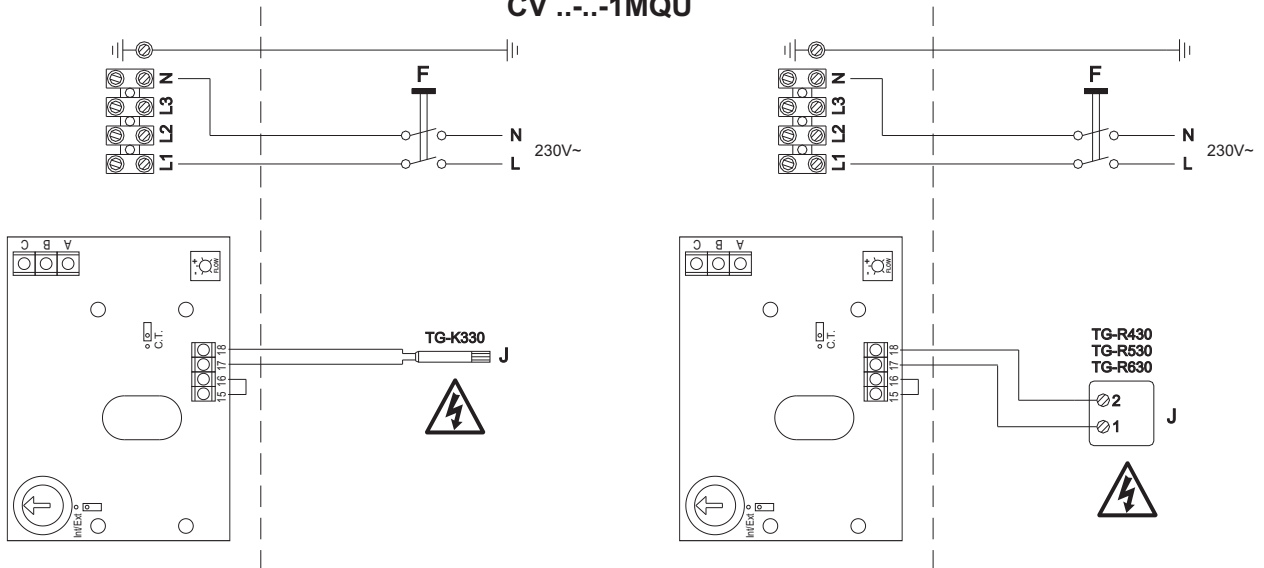 CV ..-..-1MQU
N
L3
L2
L1
F
N
L
230V~
C B A
- ... +
FLOW
C.T.
18
17
16
15
TG-K330
J
Int/Ext
N
L3
L2
L1
F
N
L
230V~
C B A
- ... +
FLOW
C.T.
18
17
16
15
TG-R430
TG-R530
TG-R630
2
1
J
Int/Ext